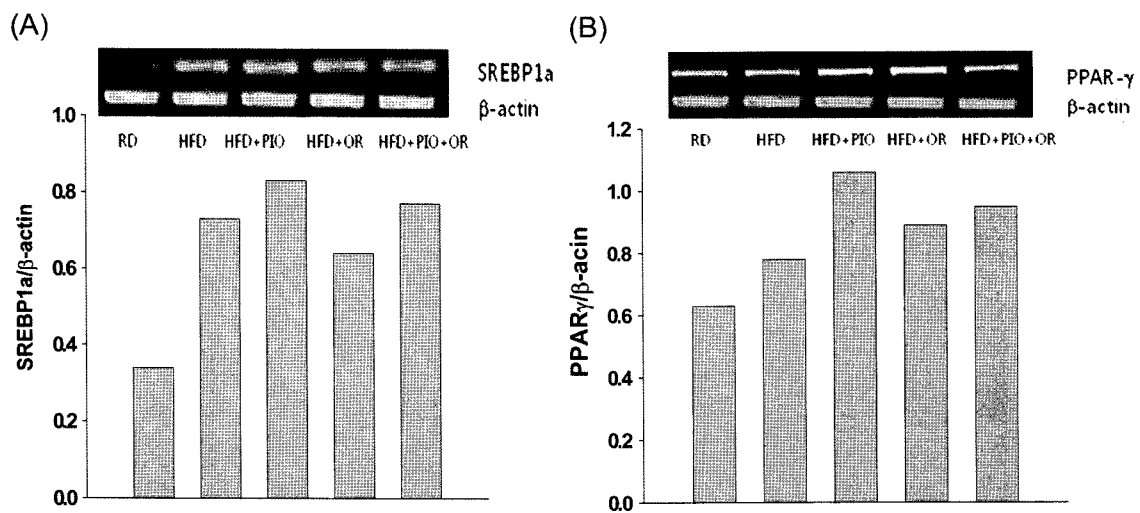 (A)
SREBP1a
β-actin
RD HFD HFD+PIO HFD+OR HFD+PIO+OR
1.0
0.8
0.6
0.4
0.2
0.0
SREBP1a/β-actin
(B)
PPAR-γ
β-actin
RD HFD HFD+PIO HFD+OR HFD+PIO+OR
1.2
1.0
0.8
0.6
0.4
0.2
0.0
PPARγ/β-acin